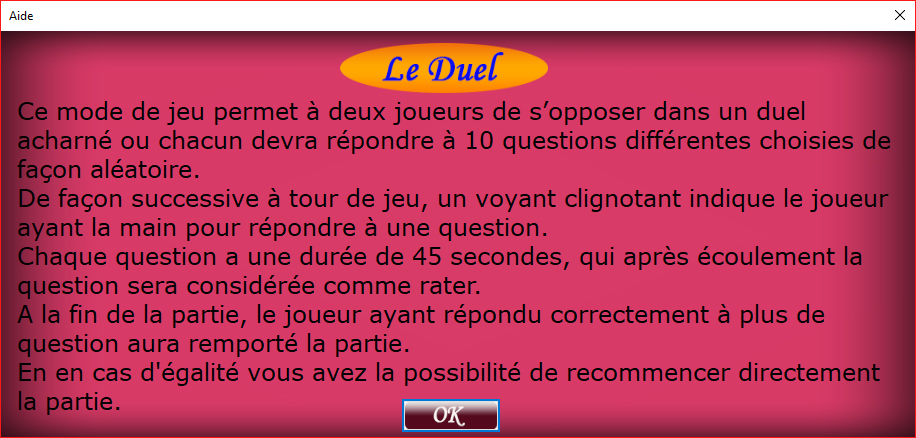 Aide
Le Duel
Ce mode de jeu permet à deux joueurs de s’opposer dans un duel
acharné ou chacun devra répondre à 10 questions différentes choisies de
façon aléatoire.
De façon successive à tour de jeu, un voyant clignotant indique le joueur
ayant la main pour répondre à une question.
Chaque question a une durée de 45 secondes, qui après écoulement la
question sera considérée comme rater.
A la fin de la partie, le joueur ayant répondu correctement à plus de
question aura remporté la partie.
En en cas d'égalité vous avez la possibilité de recommencer directement
la partie.
OK